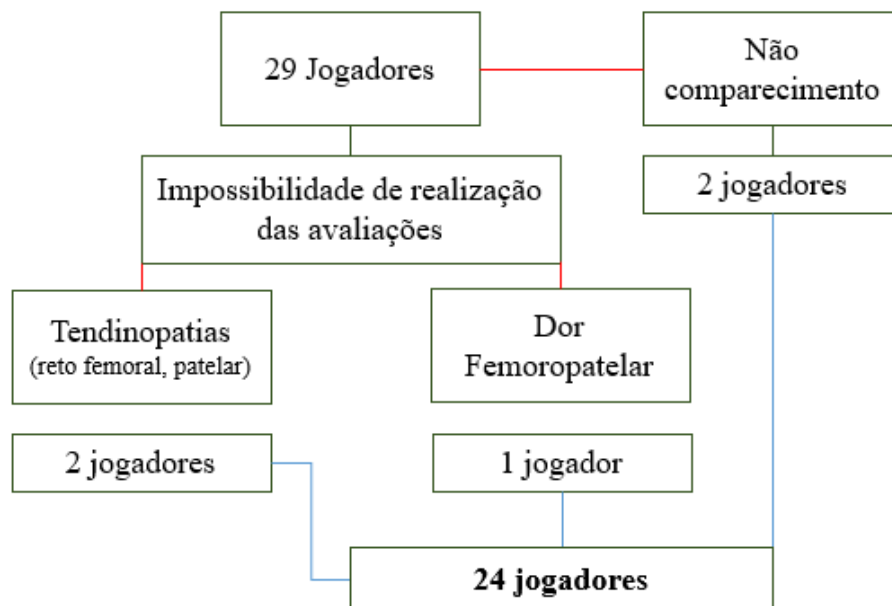 29 Jogadores
Não
comparecimento
Impossibilidade de realização
das avaliações
2 jogadores
Tendinopatias
(reto femoral, patelar)
Dor
Femoropatelar
2 jogadores
1 jogador
24 jogadores